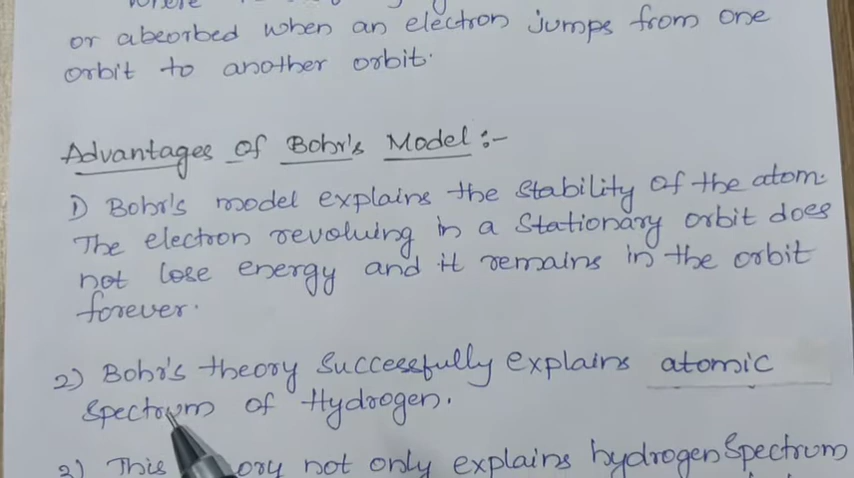 or absorbed when an electron jumps from one
orbit to another orbit.
Advantages of Bohr's Model :-
1) Bohr's model explains the stability of the atom.
The electron revolving in a stationary orbit does
not lose energy and it remains in the orbit
forever.
2) Bohr's theory successfully explains atomic
spectrum of Hydrogen.
3) This not only explains hydrogen spectrum